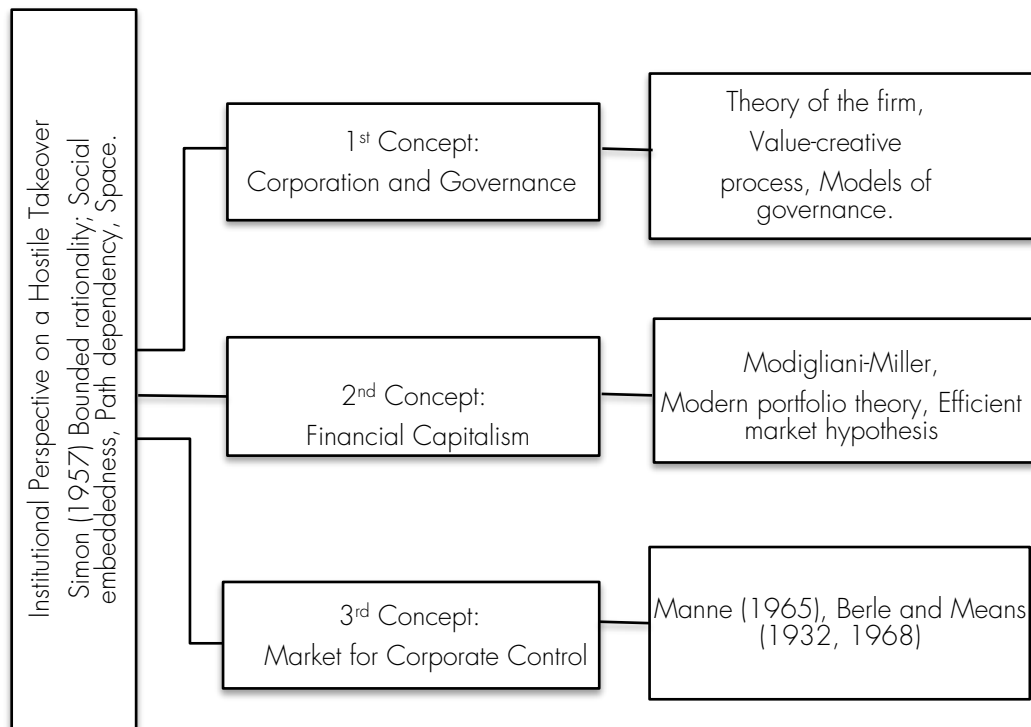 Institutional Perspective on a Hostile Takeover
Simon (1957) Bounded rationality; Social
embeddedness, Path dependency, Space.
1st Concept:
Corporation and Governance
Theory of the firm,
Value-creative
process, Models of
governance.
2nd Concept:
Financial Capitalism
Modigliani-Miller,
Modern portfolio theory, Efficient
market hypothesis
3rd Concept:
Market for Corporate Control
Manne (1965), Berle and Means
(1932, 1968)